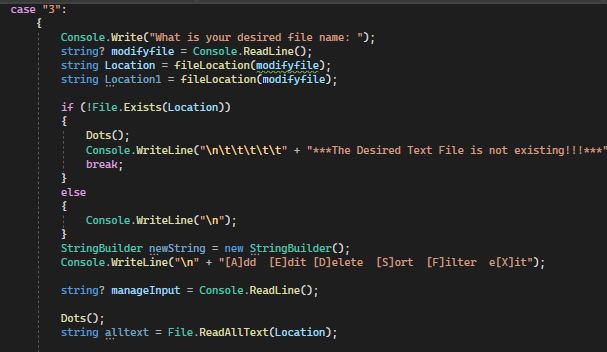 case "3":
{
Console.Write("What is your desired file name: ");
string? modifyfile = Console.ReadLine();
string Location = fileLocation(modifyfile);
string Location1 = fileLocation(modifyfile);
if (!File.Exists(Location))
{
Dots();
Console.WriteLine("\n\t\t\t\t\t" + "***The Desired Text File is not existing!!!***"
break;
}
else
{
Console.WriteLine("\n");
}
StringBuilder newString = new StringBuilder();
Console.WriteLine("\n" + "[A]dd  [E]dit [D]elete  [S]ort  [F]ilter  e[X]it");
string? manageInput = Console.ReadLine();
Dots();
string alltext = File.ReadAllText(Location);